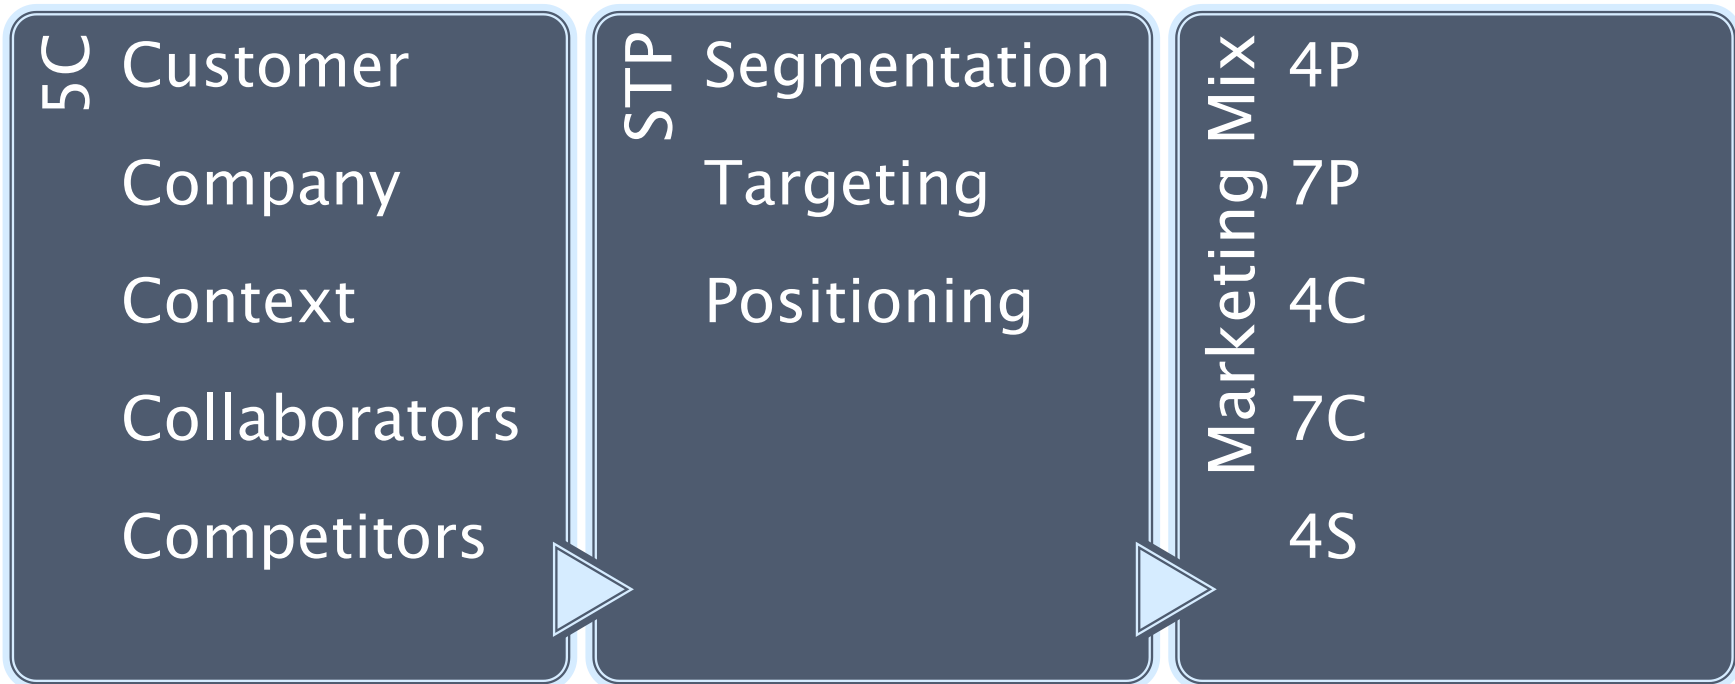 5C
Customer
Company
Context
Collaborators
Competitors
STP
Segmentation
Targeting
Positioning
Marketing Mix
4P
7P
4C
7C
4S